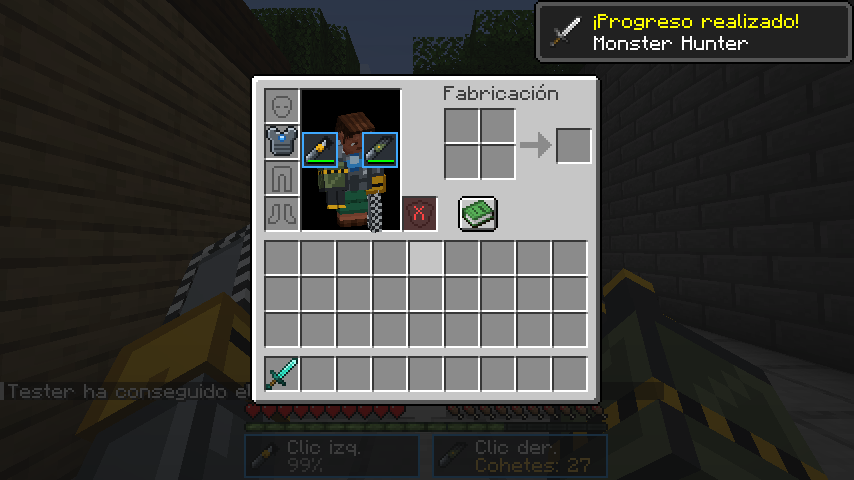 ¡Progreso realizado!
Monster Hunter
Fabricación
Tester ha conseguido el
Clic izq.
99%
Clic der.
Cohetes: 27